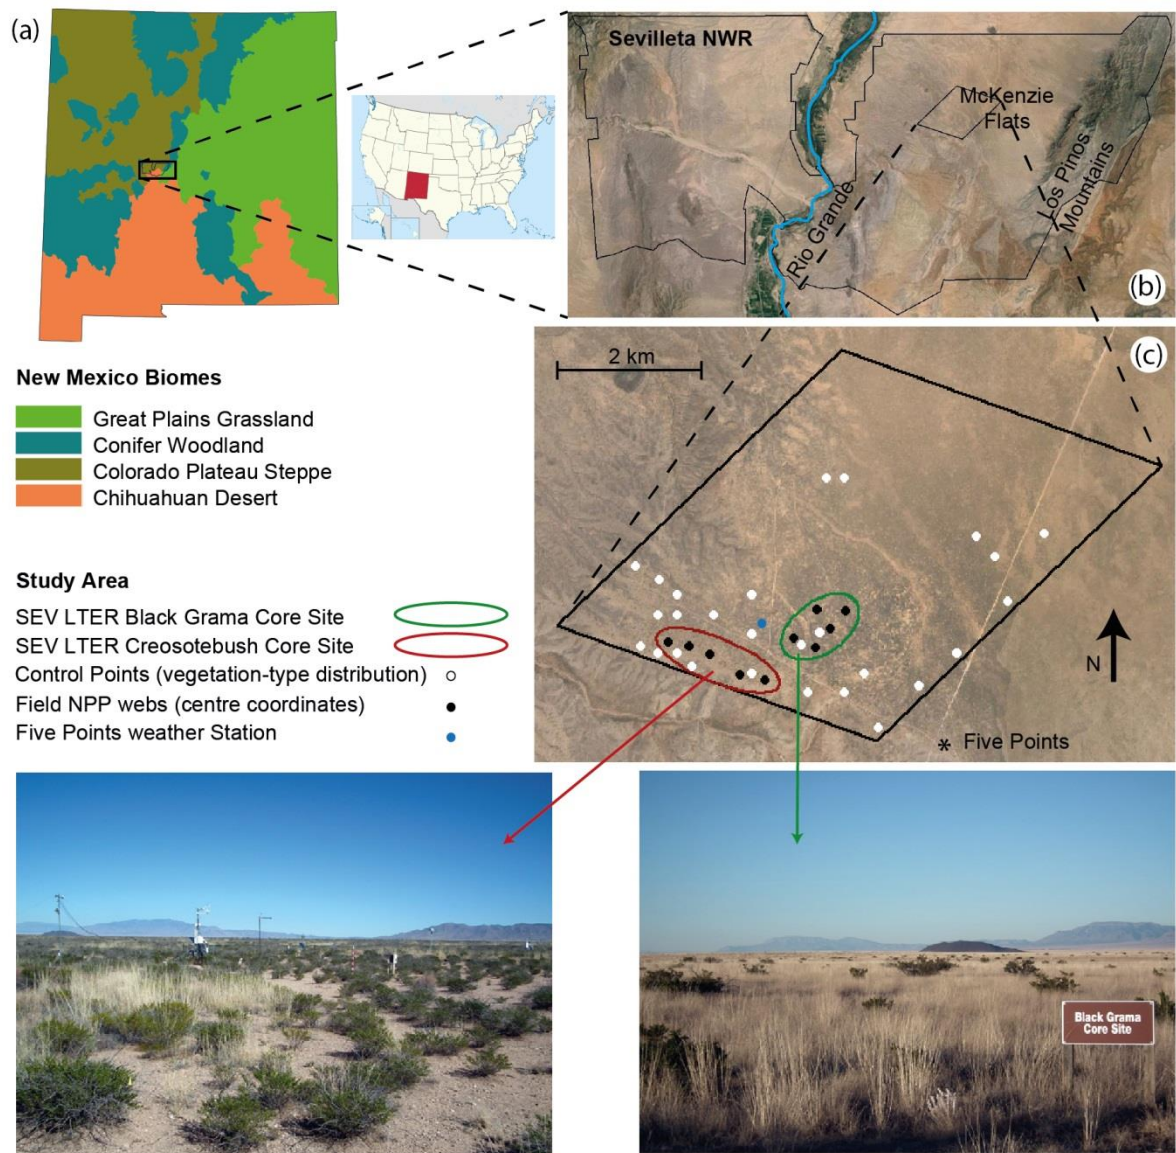 (a)
Sevilleta NWR
McKenzie
Flats
Los Pinos
Mountains
Rio Grande
(b)
New Mexico Biomes
Great Plains Grassland
Conifer Woodland
Colorado Plateau Steppe
Chihuahuan Desert
2 km
(c)
N
* Five Points
Study Area
SEV LTER Black Grama Core Site
SEV LTER Creosotebush Core Site
Control Points (vegetation-type distribution)
Field NPP webs (centre coordinates)
Five Points weather Station
Black Grama
Core Site